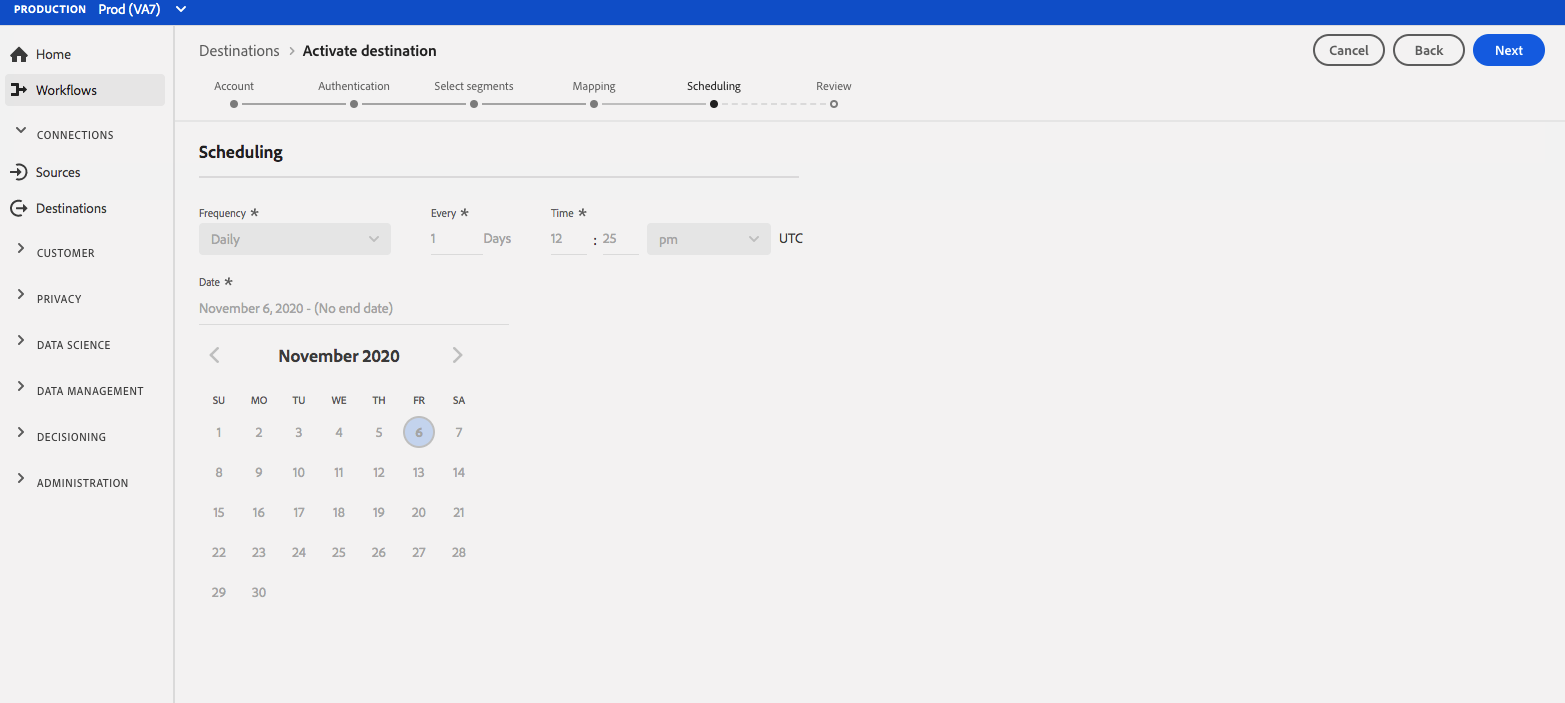 PRODUCTION Prod (VA7)
Home
Workflows
CONNECTIONS
Sources
Destinations
CUSTOMER
PRIVACY
DATA SCIENCE
DATA MANAGEMENT
DECISIONING
ADMINISTRATION
Destinations > Activate destination
Cancel Back Next
Account Authentication Select segments Mapping Scheduling Review
Scheduling
Frequency * Every * Time *
Daily 1 Days 12 : 25 pm UTC
Date *
November 6, 2020 - (No end date)
November 2020
SU MO TU WE TH FR SA
1 2 3 4 5 6 7
8 9 10 11 12 13 14
15 16 17 18 19 20 21
22 23 24 25 26 27 28
29 30